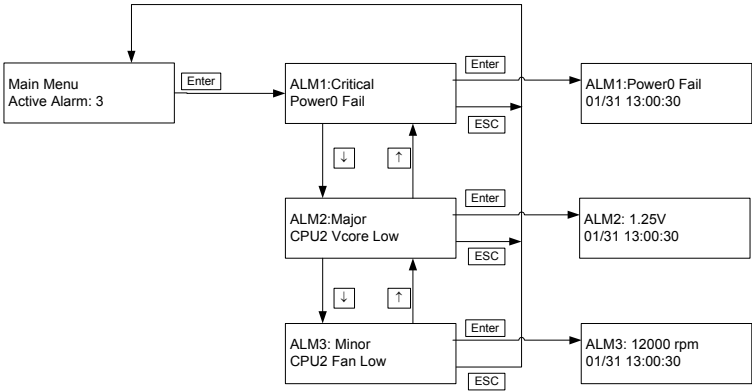 Main Menu
Active Alarm: 3
Enter
ALM1:Critical
Power0 Fail
Enter
ESC
ALM1:Power0 Fail
01/31 13:00:30
↓
↑
ALM2:Major
CPU2 Vcore Low
Enter
ESC
ALM2: 1.25V
01/31 13:00:30
↓
↑
ALM3: Minor
CPU2 Fan Low
Enter
ESC
ALM3: 12000 rpm
01/31 13:00:30